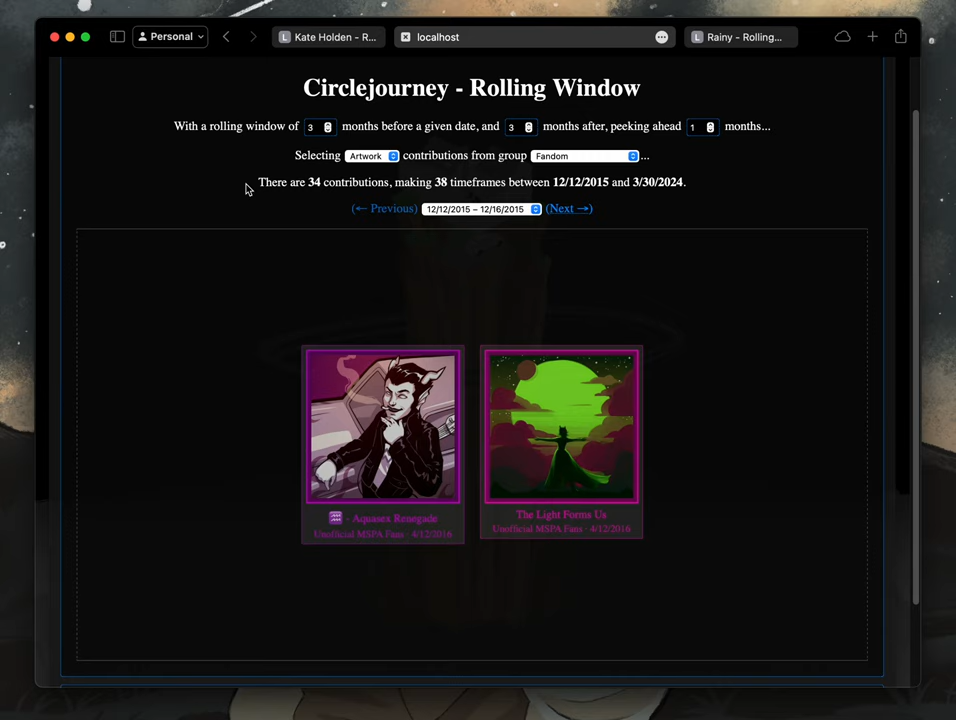 Personal
Kate Holden - R...
localhost
Rainy - Rolling...
Circlejourney - Rolling Window
With a rolling window of 3 months before a given date, and 3 months after, peeking ahead 1 months...
Selecting Artwork contributions from group Fandom ...
There are 34 contributions, making 38 timeframes between 12/12/2015 and 3/30/2024.
(← Previous) 12/12/2015 – 12/16/2015 (Next →)
♒ - Aquasex Renegade
Unofficial MSPA Fans · 4/12/2016
The Light Forms Us
Unofficial MSPA Fans · 4/12/2016